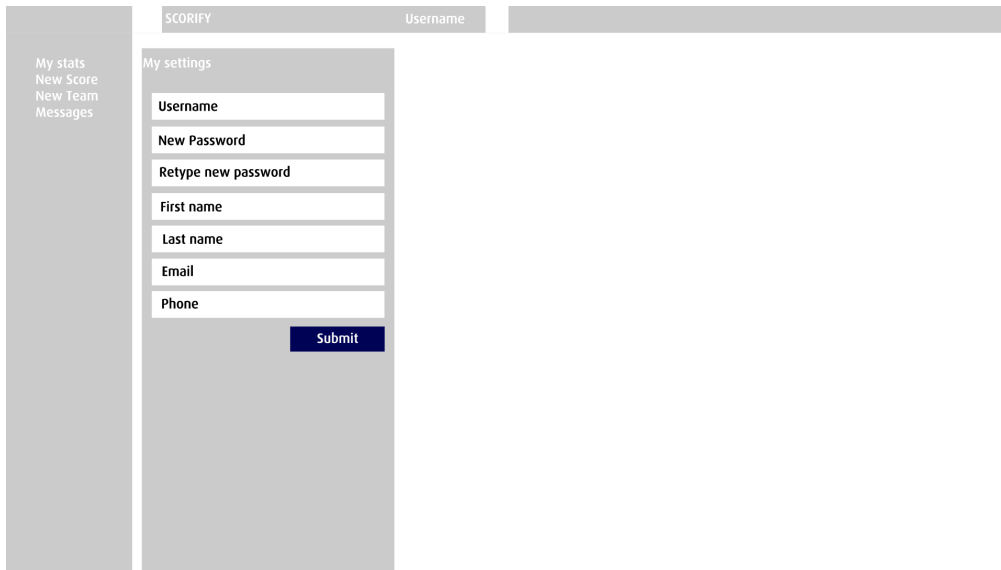 SCORIFY
Username
My stats
New Score
New Team
Messages
My settings
Username
New Password
Retype new password
First name
Last name
Email
Phone
Submit